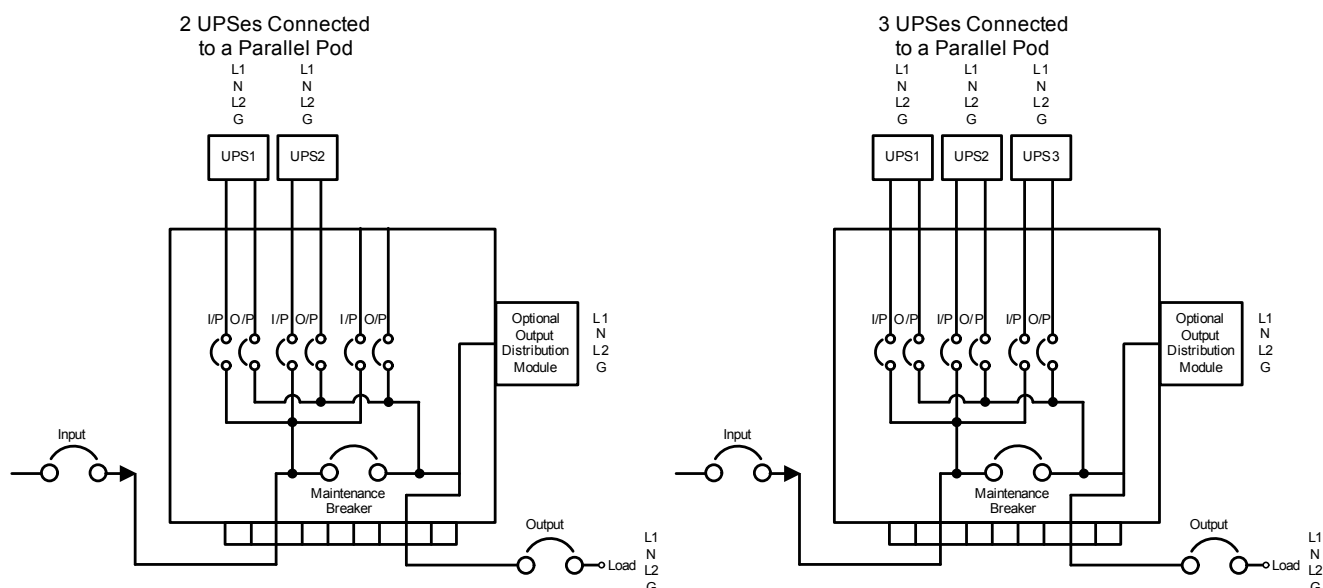 2 UPSes Connected
to a Parallel Pod
L1
N
L2
G
L1
N
L2
G
UPS1
UPS2
I/P O/P
I/P O/P
I/P O/P
Optional
Output
Distribution
Module
L1
N
L2
G
Input
Maintenance
Breaker
Output
Load
L1
N
L2
G
3 UPSes Connected
to a Parallel Pod
L1
N
L2
G
L1
N
L2
G
L1
N
L2
G
UPS1
UPS2
UPS3
I/P O/P
I/P O/P
I/P O/P
Optional
Output
Distribution
Module
L1
N
L2
G
Input
Maintenance
Breaker
Output
Load
L1
N
L2
G